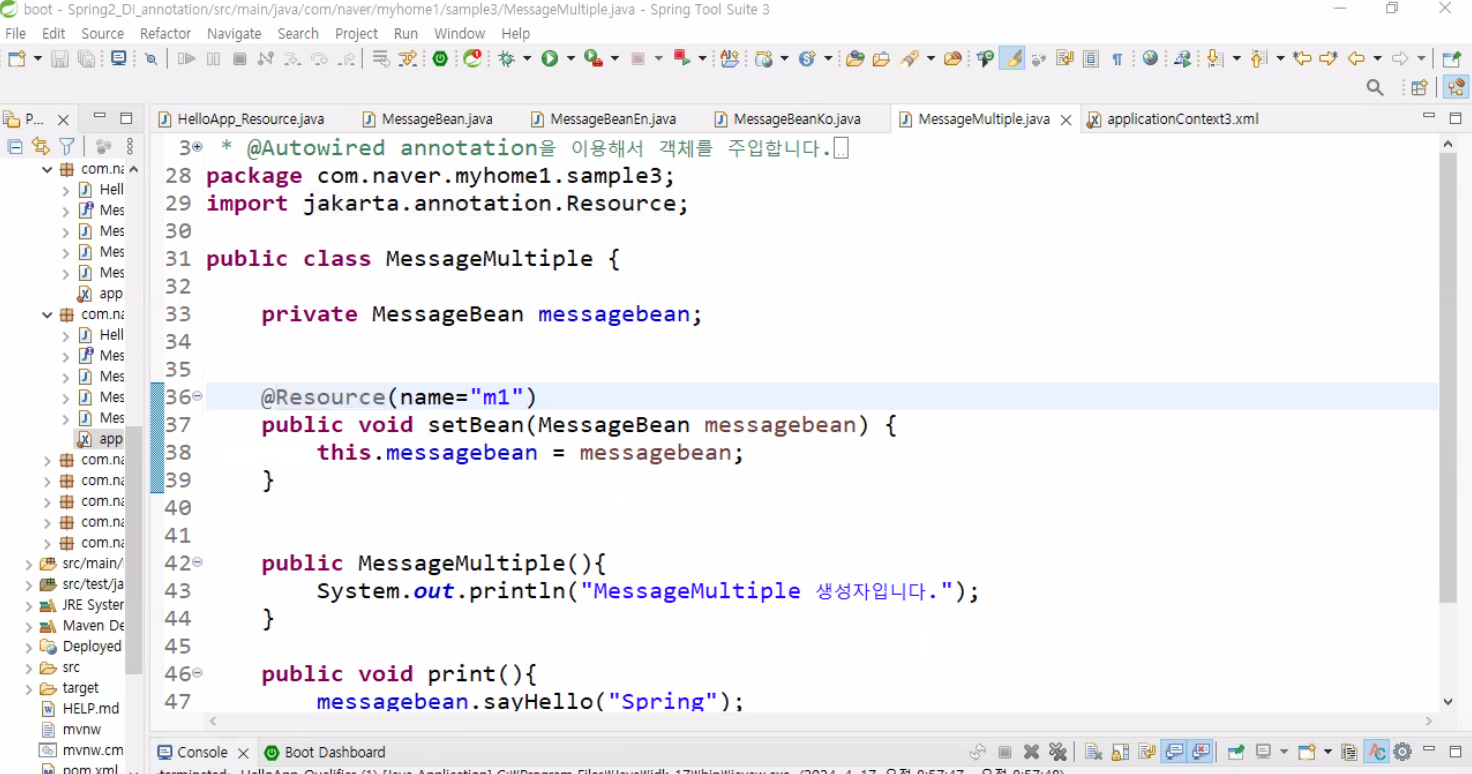 boot - Spring2_DI_annotation/src/main/java/com/naver/myhome1/sample3/MessageMultiple.java - Spring Tool Suite 3
File Edit Source Refactor Navigate Search Project Run Window Help
P...
HelloApp_Resource.java MessageBean.java MessageBeanEn.java MessageBeanKo.java MessageMultiple.java applicationContext3.xml
com.na
Hell
Mes
Mes
Mes
Mes
app
com.na
Hell
Mes
Mes
Mes
Mes
app
com.na
com.na
com.na
com.na
com.na
src/main/
src/test/ja
JRE Syster
Maven De
Deployed
src
target
HELP.md
mvnw
mvnw.cm
pom.xml
3 * @Autowired annotation을 이용해서 객체를 주입합니다.
28 package com.naver.myhome1.sample3;
29 import jakarta.annotation.Resource;
30
31 public class MessageMultiple {
32
33 private MessageBean messagebean;
34
35
36 @Resource(name="m1")
37 public void setBean(MessageBean messagebean) {
38 this.messagebean = messagebean;
39 }
40
41
42 public MessageMultiple(){
43 System.out.println("MessageMultiple 생성자입니다.");
44 }
45
46 public void print(){
47 messagebean.sayHello("Spring");
Console Boot Dashboard